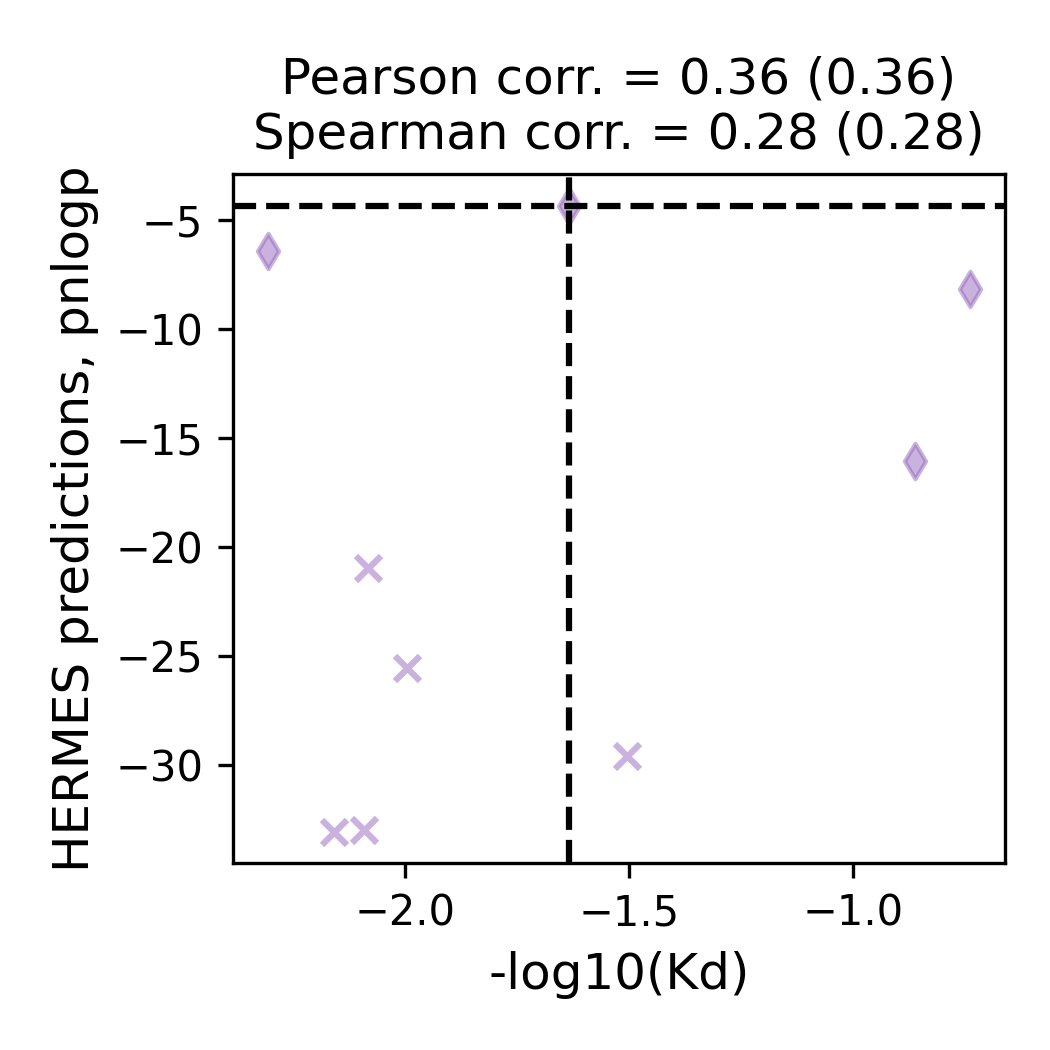 Pearson corr. = 0.36 (0.36)
Spearman corr. = 0.28 (0.28)
HERMES predictions, pnlogp
−5
−10
−15
−20
−25
−30
−2.0
−1.5
−1.0
-log10(Kd)